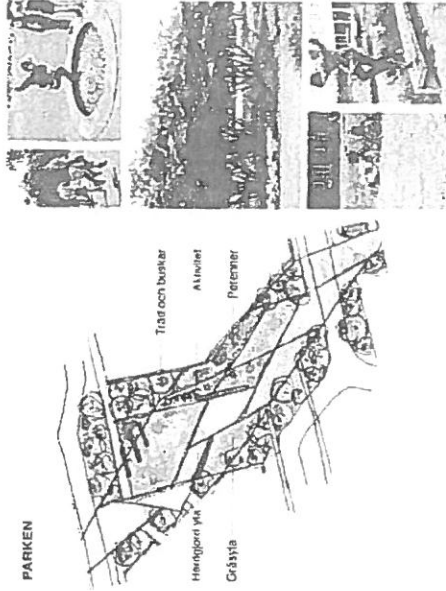 PARKEN
Träd och buskar
Aktivitet
Perenner
Hårdgjord yta
Gräsyta